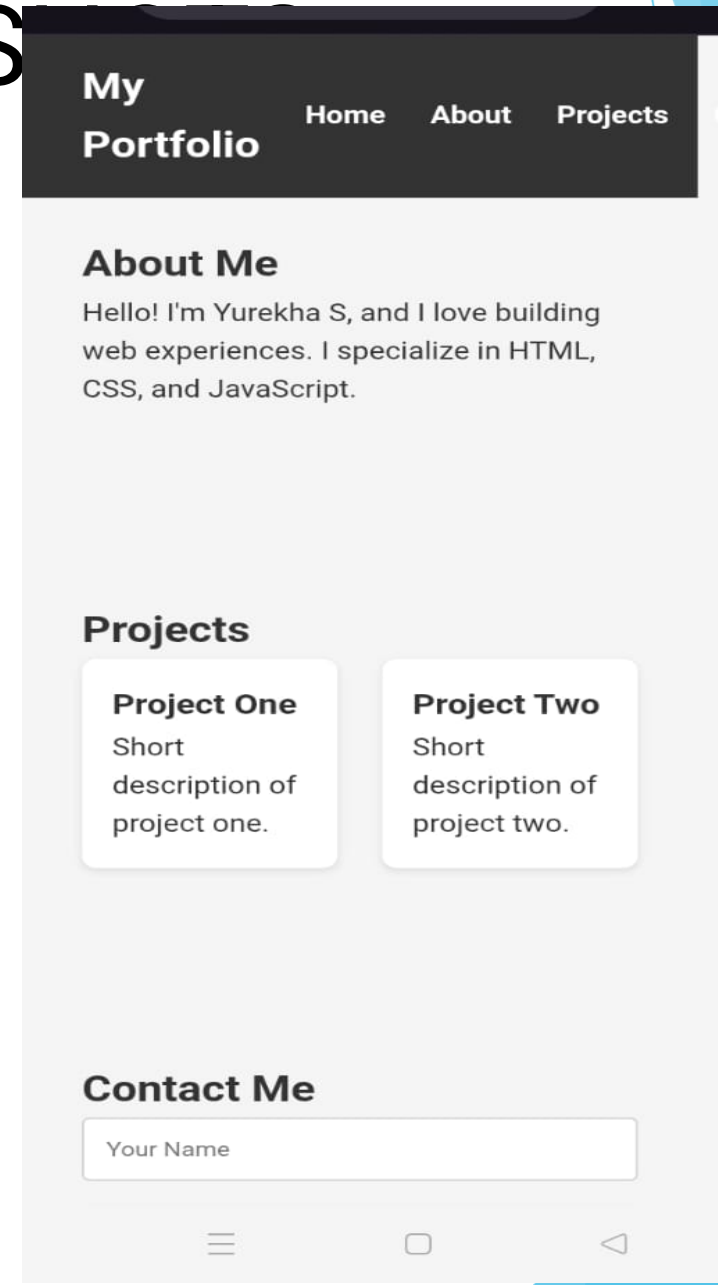 My
Portfolio
Home About Projects
About Me
Hello! I'm Yurekha S, and I love building
web experiences. I specialize in HTML,
CSS, and JavaScript.
Projects
Project One
Short
description of
project one.
Project Two
Short
description of
project two.
Contact Me
Your Name